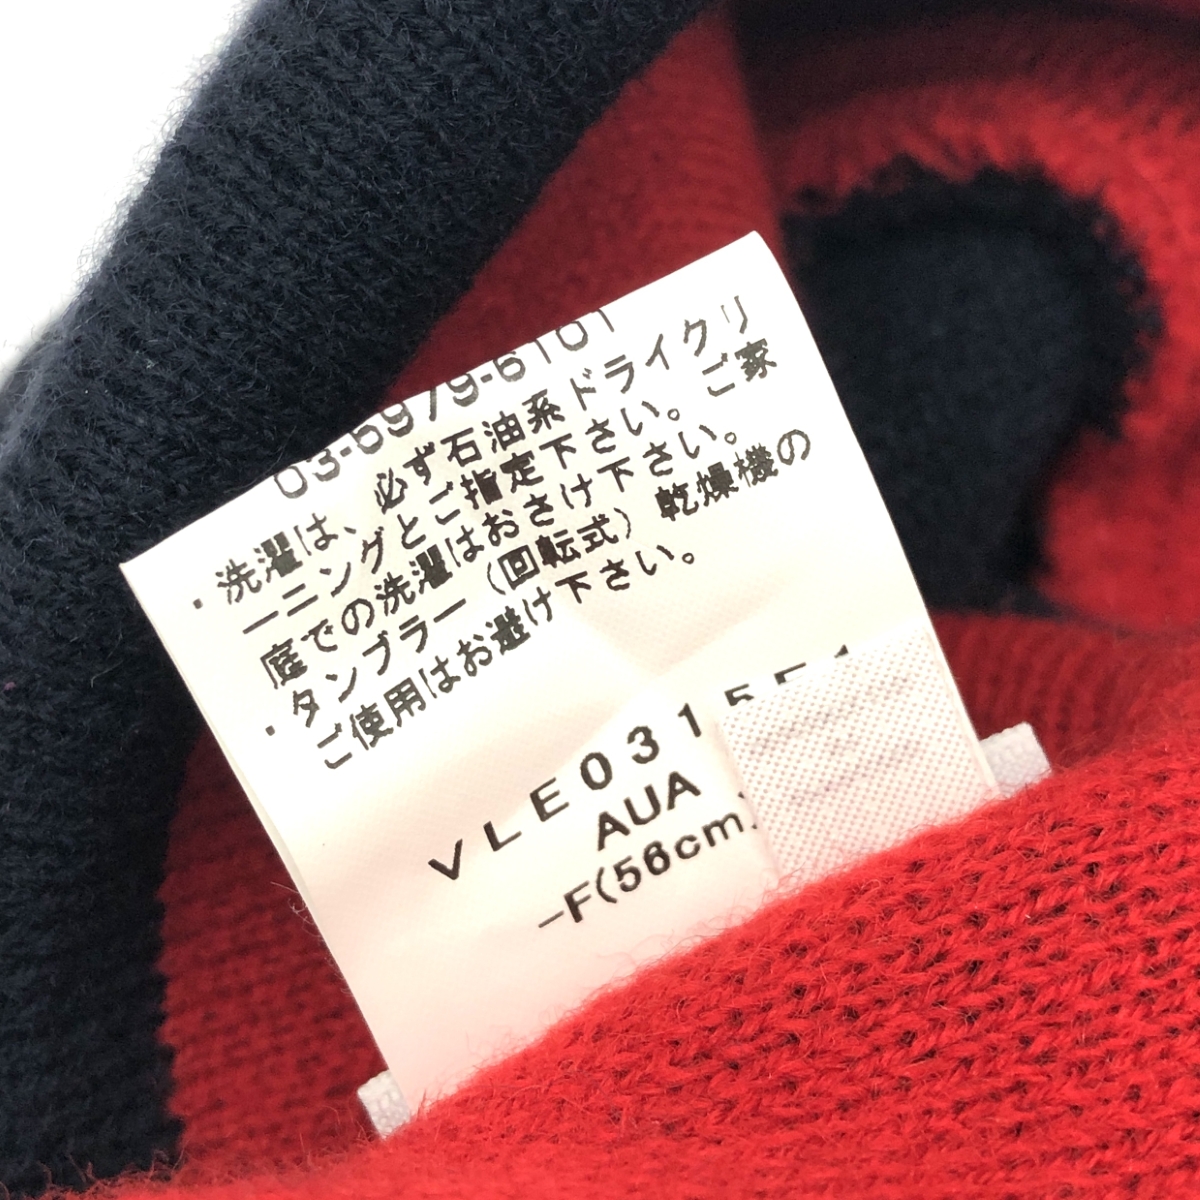 03-6979-6101
・洗濯は、必ず石油系ドライクリ
ーニングとご指定下さい。ご家
庭での洗濯はおさけ下さい。
・タンブラー（回転式）乾燥機の
ご使用はお避け下さい。
VLE0315
AUA
-F(56cm